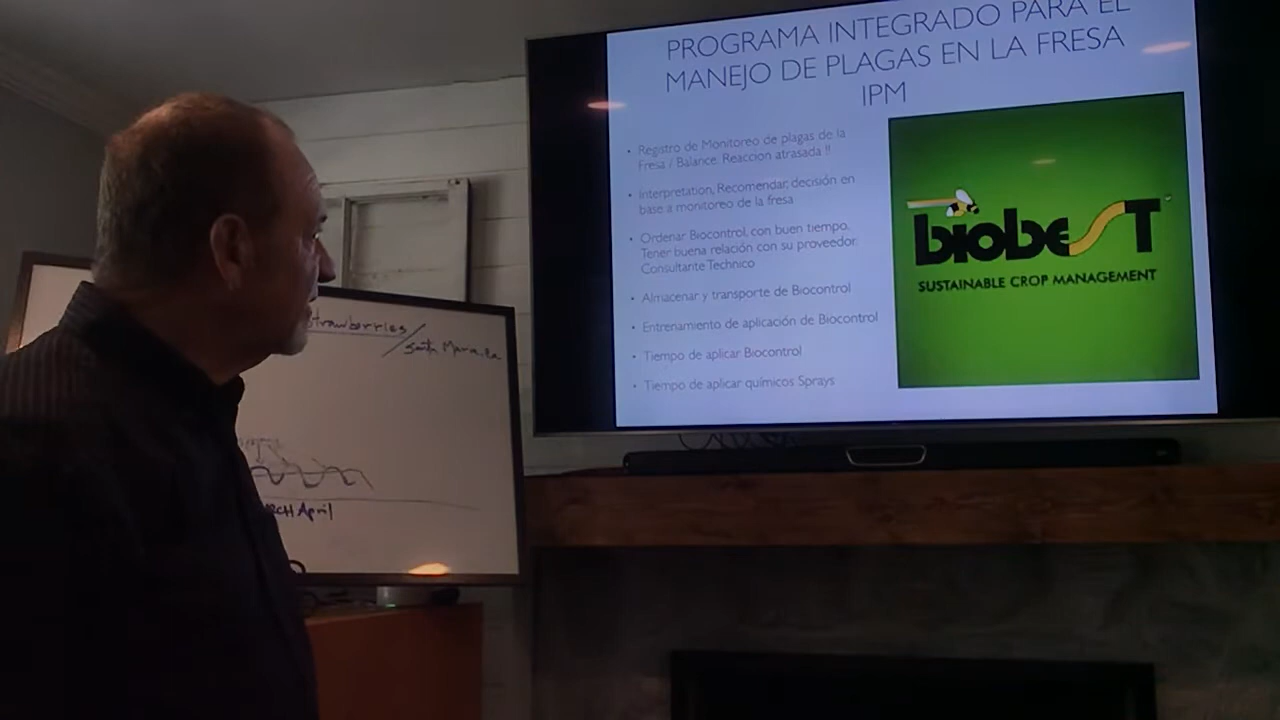 PROGRAMA INTEGRADO PARA EL
MANEJO DE PLAGAS EN LA FRESA
IPM
• Registro de Monitoreo de plagas de la
Fresa / Balance. Reaccion atrasada !!
• Interpretation, Recomendar, decisión en
base a monitoreo de la fresa
• Ordenar Biocontrol, con buen tiempo.
Tener buena relación con su proveedor.
Consultante Technico
• Almacenar y transporte de Biocontrol
• Entrenamiento de aplicación de Biocontrol
• Tiempo de aplicar Biocontrol
• Tiempo de aplicar químicos Sprays
biobest
SUSTAINABLE CROP MANAGEMENT
Strawberries/
Santa Maria
April